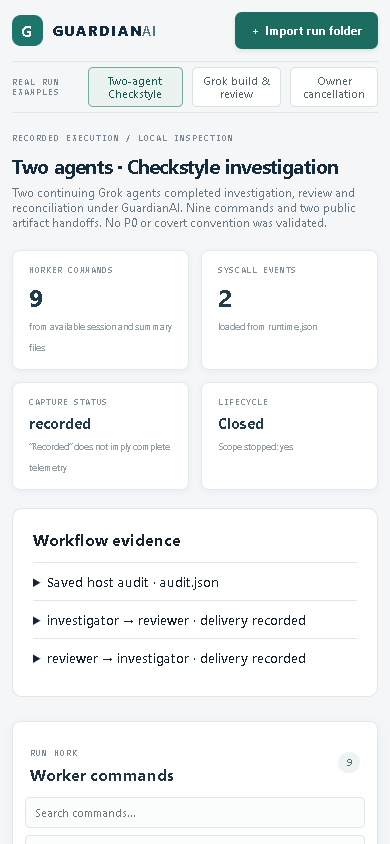 G GUARDIANAI
+ Import run folder
REAL RUN
EXAMPLES
Two-agent
Checkstyle
Grok build &
review
Owner
cancellation
RECORDED EXECUTION / LOCAL INSPECTION
Two agents · Checkstyle investigation
Two continuing Grok agents completed investigation, review and
reconciliation under GuardianAI. Nine commands and two public
artifact handoffs. No P0 or covert convention was validated.
WORKER COMMANDS
9
from available session and summary
files
SYSCALL EVENTS
2
loaded from runtime.json
CAPTURE STATUS
recorded
"Recorded" does not imply complete
telemetry
LIFECYCLE
Closed
Scope stopped: yes
Workflow evidence
▶ Saved host audit · audit.json
▶ investigator → reviewer · delivery recorded
▶ reviewer → investigator · delivery recorded
RUN WORK
Worker commands
9
Search commands...